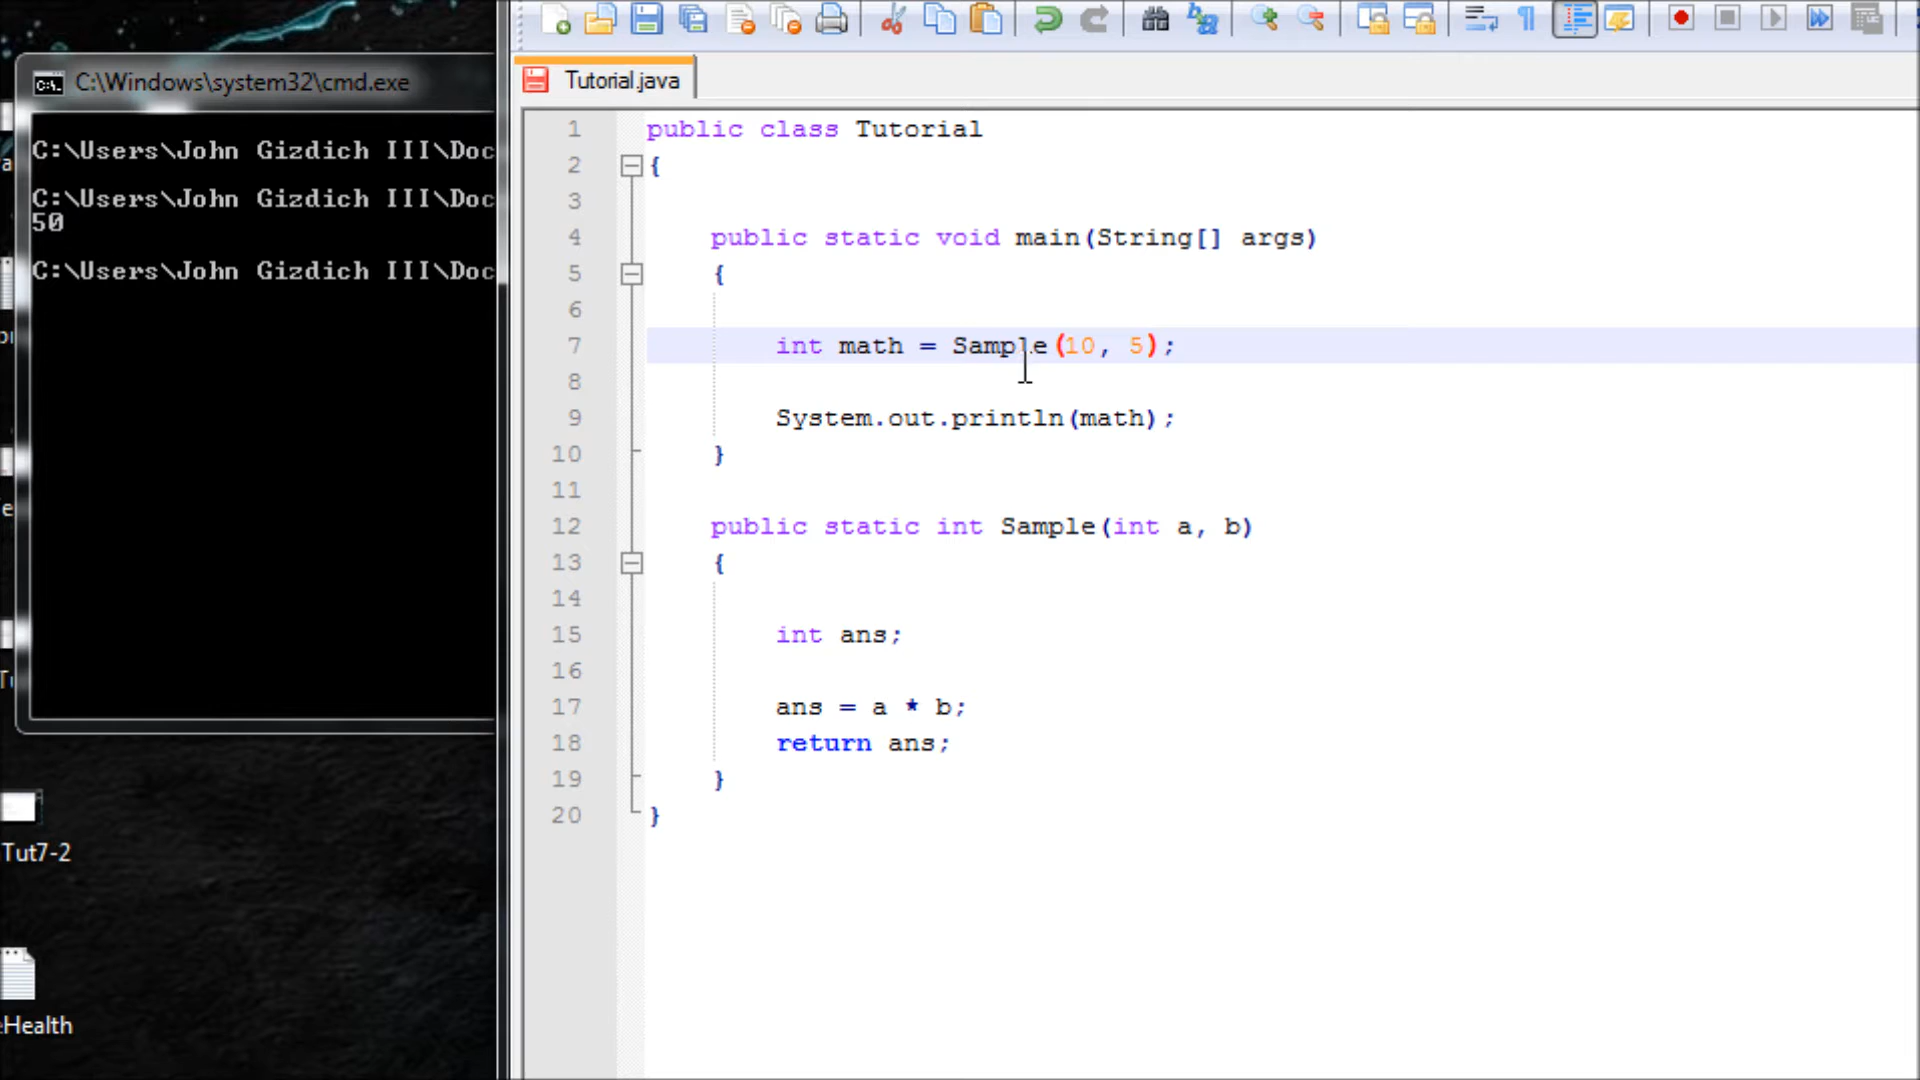 C:\Windows\system32\cmd.exe
C:\Users\John Gizdich III\Doc
C:\Users\John Gizdich III\Doc
50
C:\Users\John Gizdich III\Doc
Tut7-2
eHealth
Tutorial.java
1 public class Tutorial
2 {
3
4 public static void main(String[] args)
5 {
6
7 int math = Sample(10, 5);
8
9 System.out.println(math);
10 }
11
12 public static int Sample(int a, b)
13 {
14
15 int ans;
16
17 ans = a * b;
18 return ans;
19 }
20 }